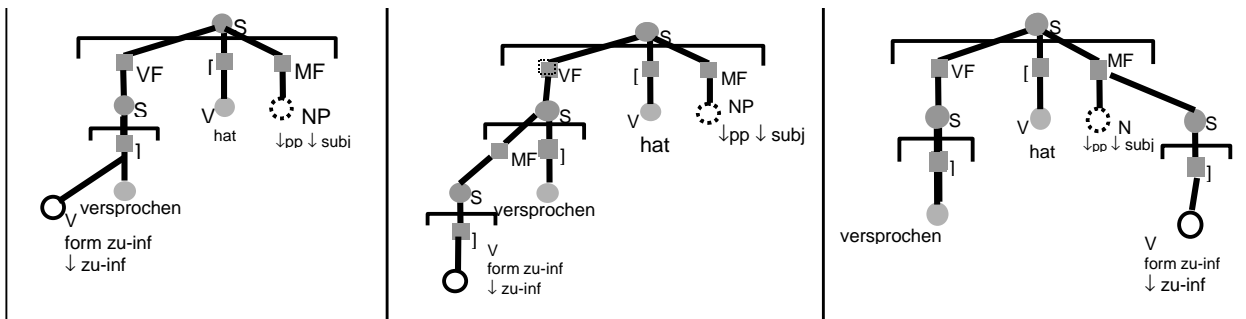 S
VF
[
MF
S
V
hat
NP
↓pp ↓ subj
]
V versprochen
form zu-inf
↓ zu-inf
S
VF
[
MF
S
V
hat
NP
↓pp ↓ subj
MF
]
S
versprochen
]
V
form zu-inf
↓ zu-inf
S
VF
[
MF
S
V
hat
N
↓pp ↓ subj
S
]
]
versprochen
V
form zu-inf
↓ zu-inf